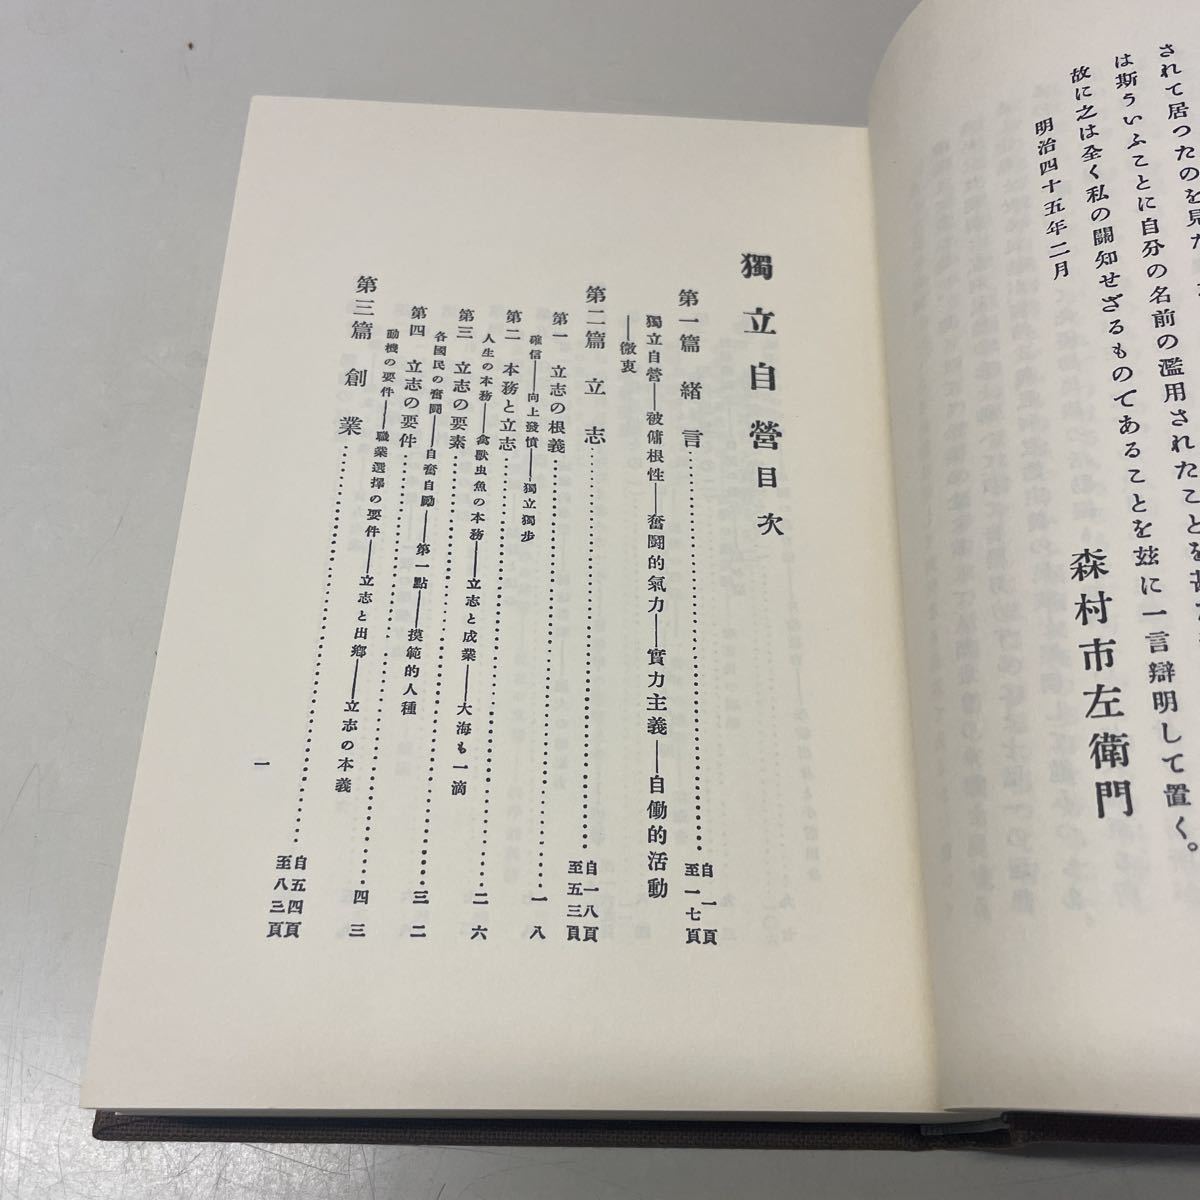 されて居つたのを見
は斯ういふことに自分の名前の濫用されたことを
故に之は全く私の關知せざるものてあることを玆に一言辯明して置く。
明治四十五年二月
森村市左衛門
獨立自營目次
第一篇 緒言 自一頁 至一七頁
獨立自營――被傭根性――奮鬪的氣力――實力主義――自働的活動
――微衷
第二篇 立志 自一八頁 至五三頁
第一 立志の根義 一八
確信――向上發憤――獨立獨步
第二 本務と立志 二六
人生の本務――禽獸虫魚の本務――立志と成業――大海も一滴
第三 立志の要素 三二
各國民の奮鬪――自奮自勵――第一點――摸範的人種
第四 立志の要件 四三
動機の要件――職業選擇の要件――立志と出鄕――立志の本義
第三篇 創業 自五四頁 至八三頁
一